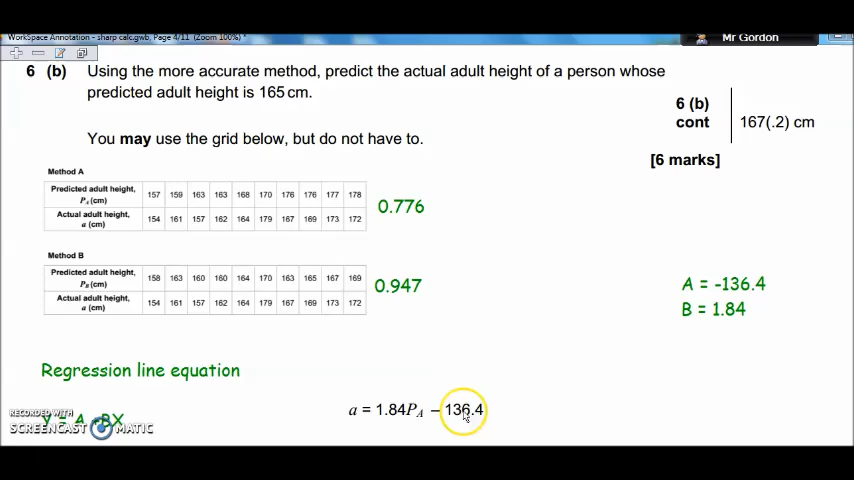 WorkSpace Annotation - sharp calc.gwb, Page 4/11 (Zoom 100%) *
Mr Gordon
6 (b) Using the more accurate method, predict the actual adult height of a person whose
predicted adult height is 165 cm.
6 (b)
cont
167(.2) cm
You may use the grid below, but do not have to.
[6 marks]
Method A
Predicted adult height, PA (cm) 157 159 163 163 168 170 176 176 177 178
Actual adult height, a (cm) 154 161 157 162 164 179 167 169 173 172
0.776
Method B
Predicted adult height, PB (cm) 158 163 160 160 164 170 163 165 167 169
Actual adult height, a (cm) 154 161 157 162 164 179 167 169 173 172
0.947
A = -136.4
B = 1.84
Regression line equation
a = 1.84PA – 136.4
Y = A +BX
RECORDED WITH
SCREENCAST MATIC